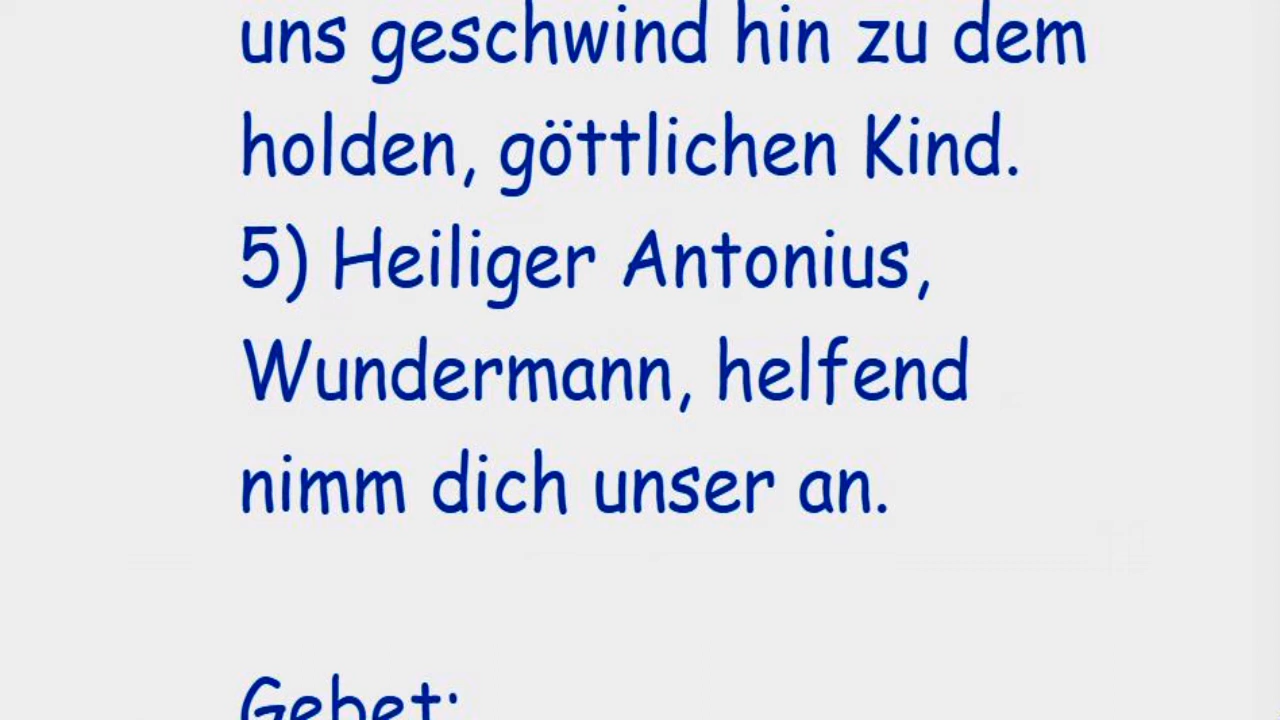 uns geschwind hin zu dem
holden, göttlichen Kind.
5) Heiliger Antonius,
Wundermann, helfend
nimm dich unser an.
Gebet: